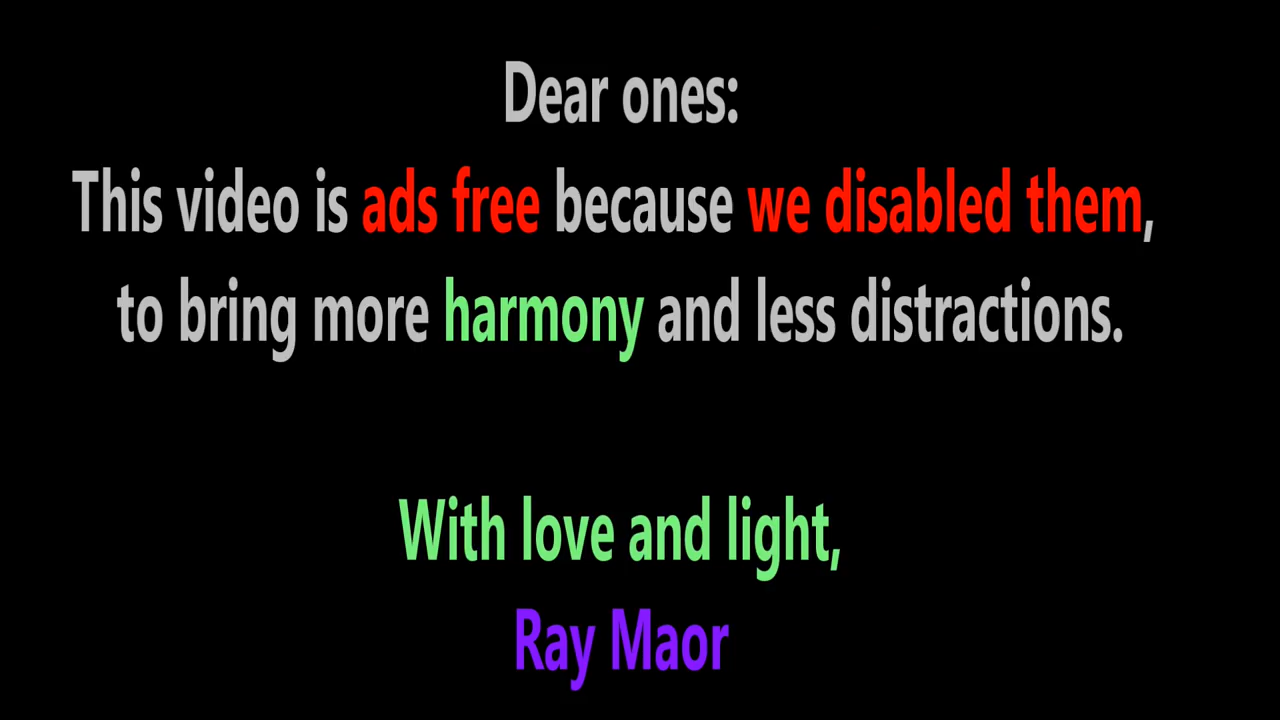 Dear ones:
This video is ads free because we disabled them,
to bring more harmony and less distractions.
With love and light,
Ray Maor